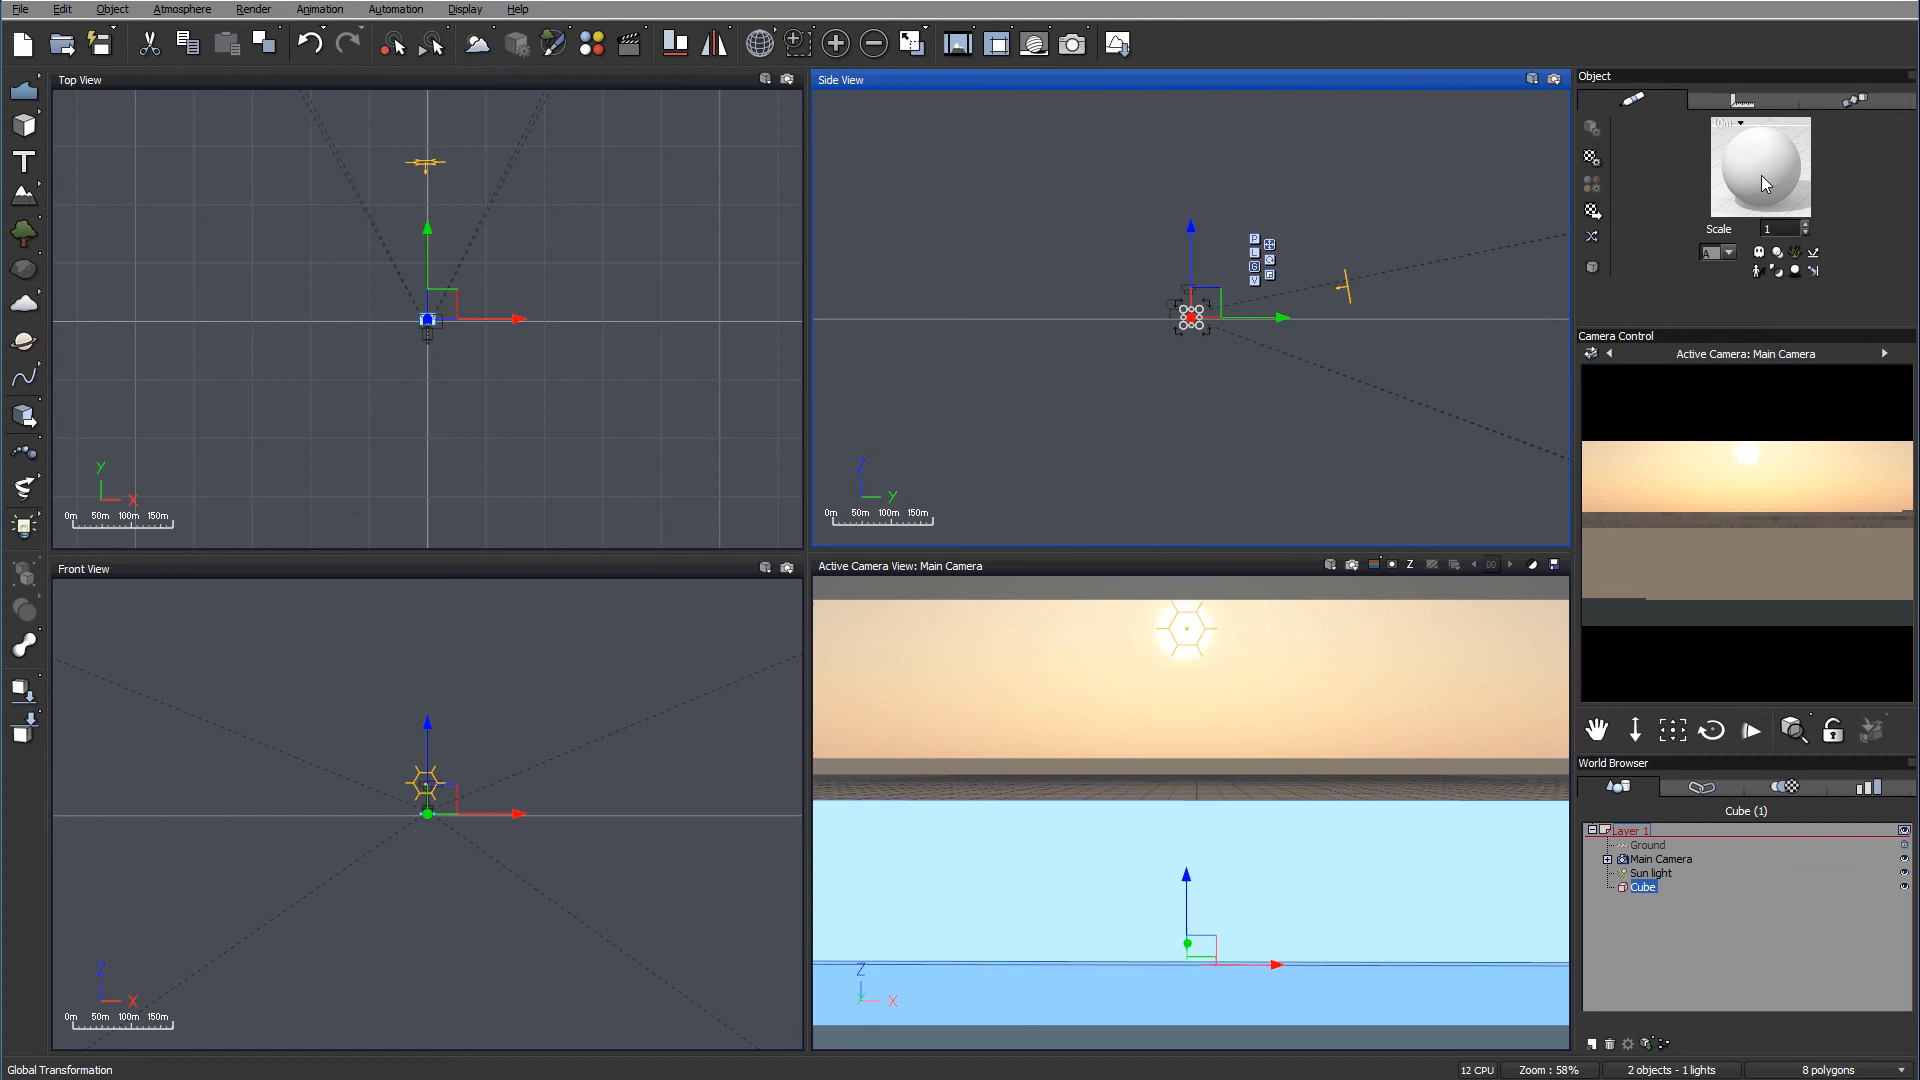 File Edit Object Atmosphere Render Animation Automation Display Help
Top View
Side View
Object
Scale 1
A
P
L
G
V
Camera Control
Active Camera: Main Camera
Y
X
0m 50m 100m 150m
Z
Y
0m 50m 100m 150m
Front View
Active Camera View: Main Camera
Z
00
World Browser
Cube (1)
Layer 1
Ground
Main Camera
Sun light
Cube
Z
X
0m 50m 100m 150m
Z
Y
X
Global Transformation
12 CPU
Zoom : 58%
2 objects - 1 lights
8 polygons